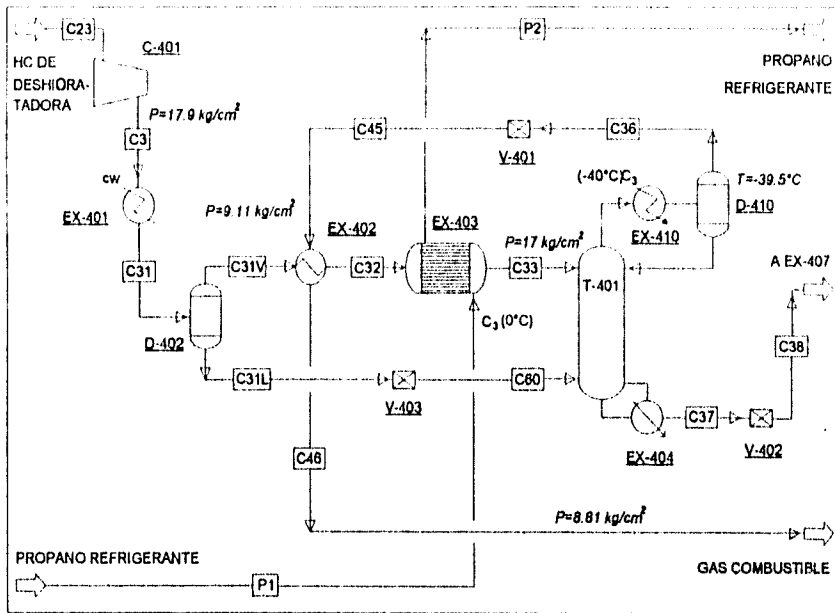 C23
C-401
HC DE
DESHIDRA-
TADORA
P=17.9 kg/cm²
C3
cw
EX-401
C31
D-402
C31V
C31L
P=9.11 kg/cm²
EX-402
C45
C32
EX-403
P2
PROPANO
REFRIGERANTE
V-401
C36
(-40°C)C₃
EX-410
T=-39.5°C
D-410
P=17 kg/cm²
C33
T-401
C₃ (0°C)
A EX-407
C38
V-403
C60
EX-404
C37
V-402
C46
P=8.81 kg/cm²
GAS COMBUSTIBLE
PROPANO REFRIGERANTE
P1